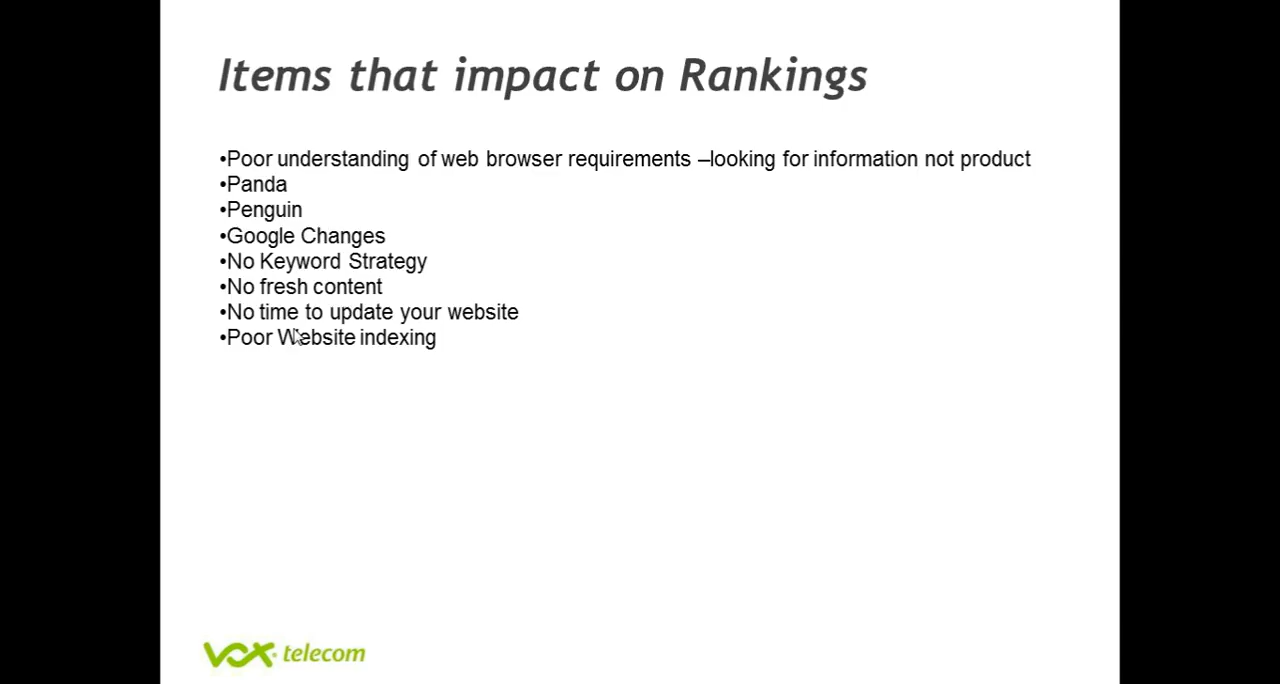 Items that impact on Rankings
•Poor understanding of web browser requirements –looking for information not product
•Panda
•Penguin
•Google Changes
•No Keyword Strategy
•No fresh content
•No time to update your website
•Poor Website indexing
VOX telecom